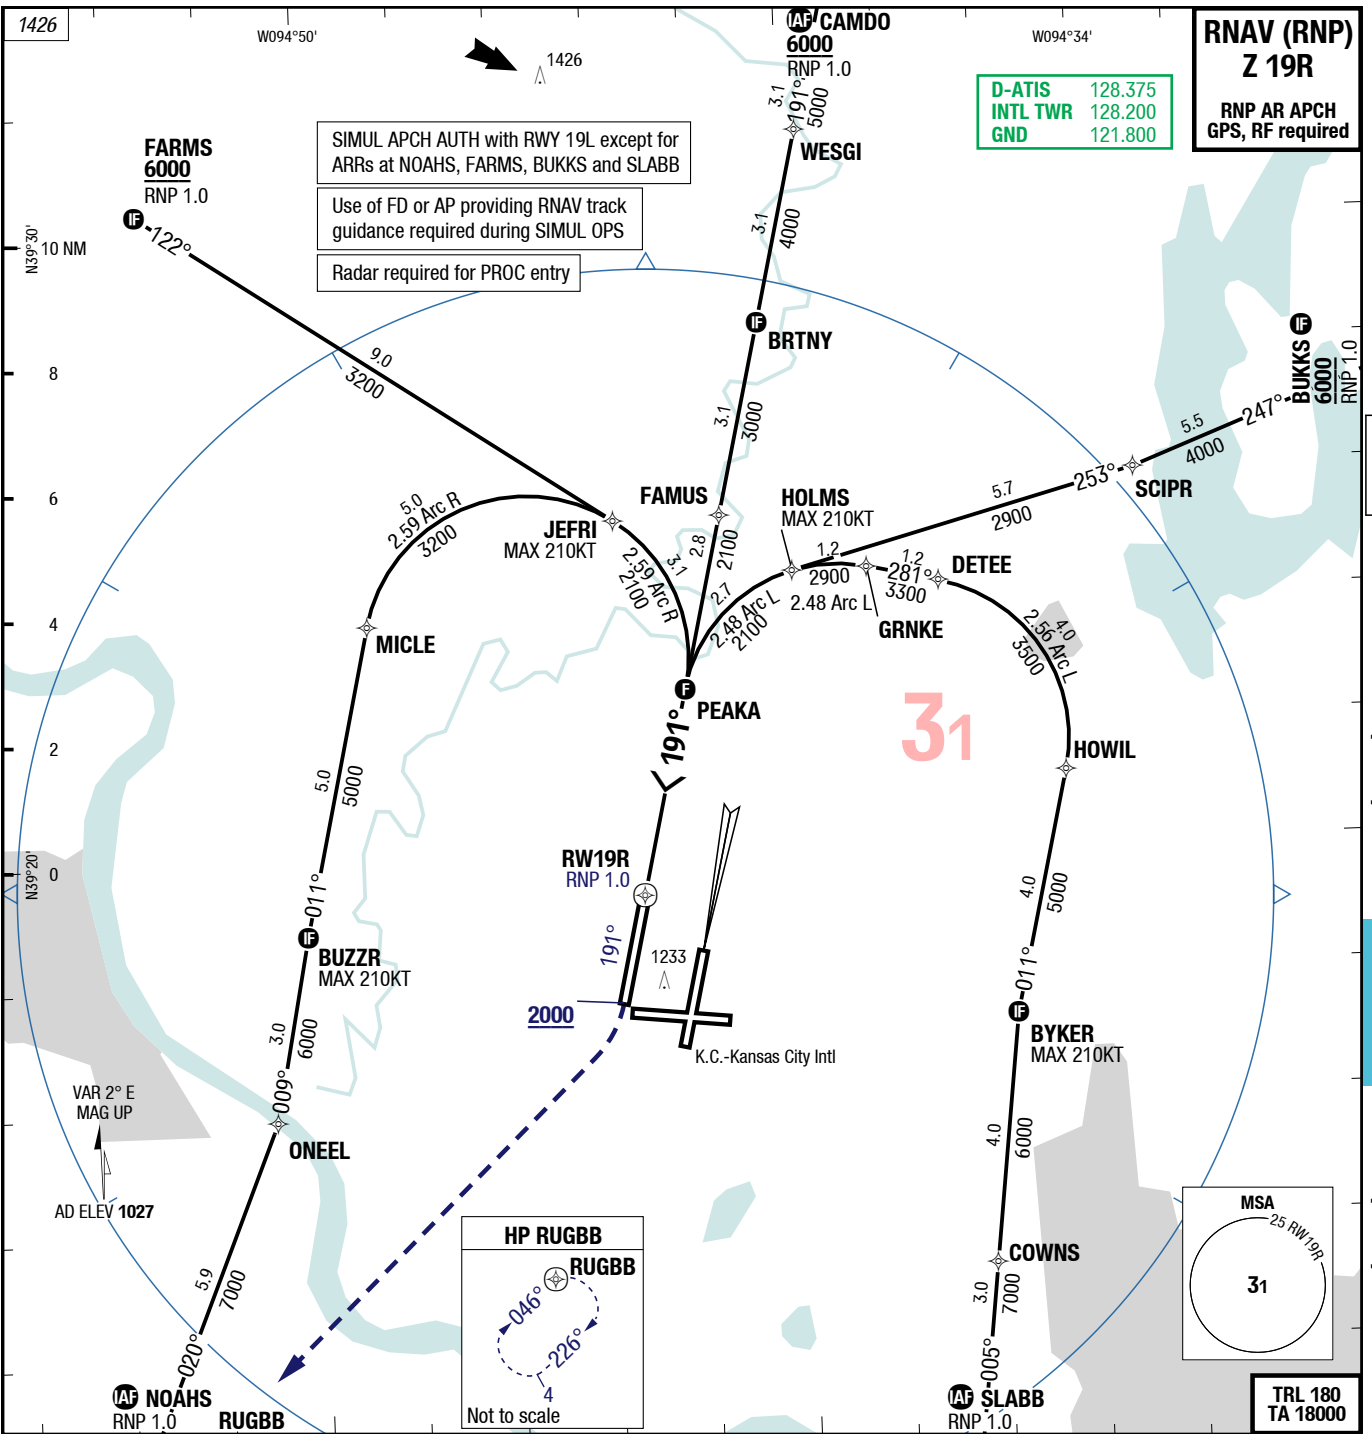 1426
W094°50'
1426
IAF CAMDO
6000
RNP 1.0
W094°34'
RNAV (RNP)
Z 19R
RNP AR APCH
GPS, RF required
D-ATIS 128.375
INTL TWR 128.200
GND 121.800
3.1
191°
5000
WESGI
FARMS
6000
RNP 1.0
IF
122°
SIMUL APCH AUTH with RWY 19L except for
ARRs at NOAHS, FARMS, BUKKS and SLABB
Use of FD or AP providing RNAV track
guidance required during SIMUL OPS
Radar required for PROC entry
3.1
4000
N39°30'
10 NM
IF
BRTNY
IF
BUKKS
6000
RNP 1.0
9.0
3200
8
3.1
3000
247°
5.5
4000
253°
SCIPR
5.7
2900
6
5.0
2.59 Arc R
3200
JEFRI
MAX 210KT
FAMUS
HOLMS
MAX 210KT
2.8
2100
3.1
2.59 Arc R
2100
1.2
2900
2.48 Arc L
1.2
281°
3300
DETEE
GRNKE
2.7
2.48 Arc L
2100
4.0
2.56 Arc L
3500
4
MICLE
F
PEAKA
191°
31
2
HOWIL
5.0
5000
RW19R
RNP 1.0
N39°20'
0
4.0
5000
011°
IF
BUZZR
MAX 210KT
191°
1233
2000
K.C.-Kansas City Intl
011°
IF
BYKER
MAX 210KT
3.0
6000
009°
ONEEL
VAR 2° E
MAG UP
AD ELEV 1027
4.0
6000
COWNS
3.0
7000
005°
5.9
7000
020°
HP RUGBB
RUGBB
046°
226°
4
Not to scale
MSA
25 RW19R
31
IAF NOAHS
RNP 1.0
RUGBB
IAF SLABB
RNP 1.0
TRL 180
TA 18000